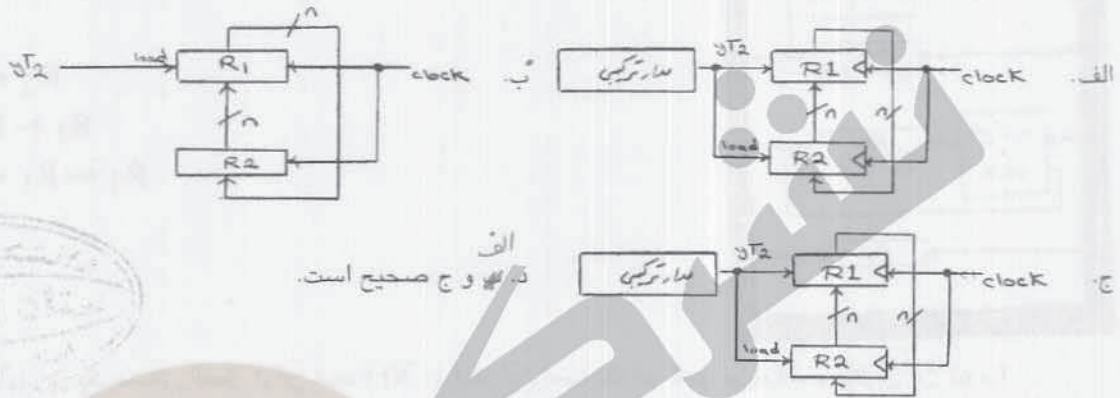 الف.
مدار ترکیبی
yT2
R1
clock
n
n
load
R2
ب.
n
yT2
load
R1
clock
n
R2
ج.
مدار ترکیبی
yT2
R1
clock
n
n
load
R2
الف
د. و ج صحیح است.